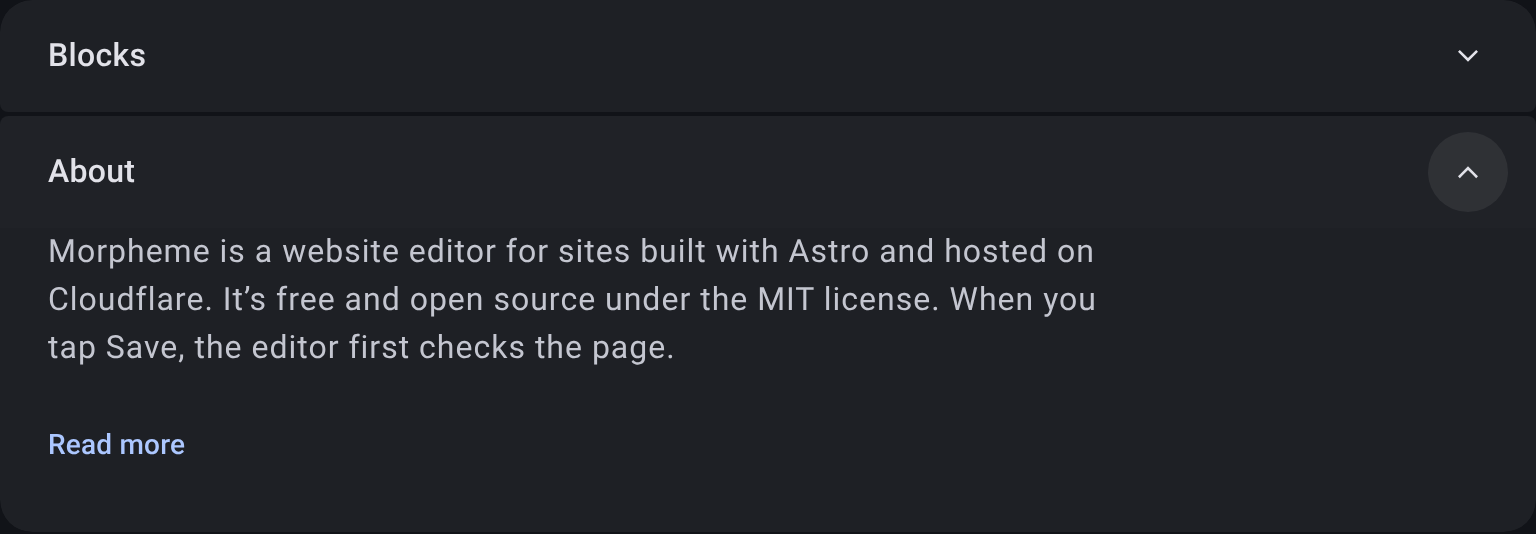 Blocks
About
Morpheme is a website editor for sites built with Astro and hosted on
Cloudflare. It’s free and open source under the MIT license. When you
tap Save, the editor first checks the page.
Read more